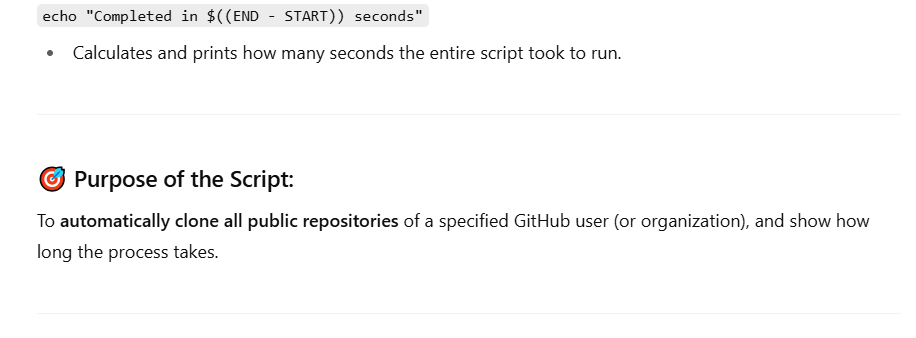 echo "Completed in $((END - START)) seconds"
• Calculates and prints how many seconds the entire script took to run.
🎯 Purpose of the Script:
To automatically clone all public repositories of a specified GitHub user (or organization), and show how
long the process takes.